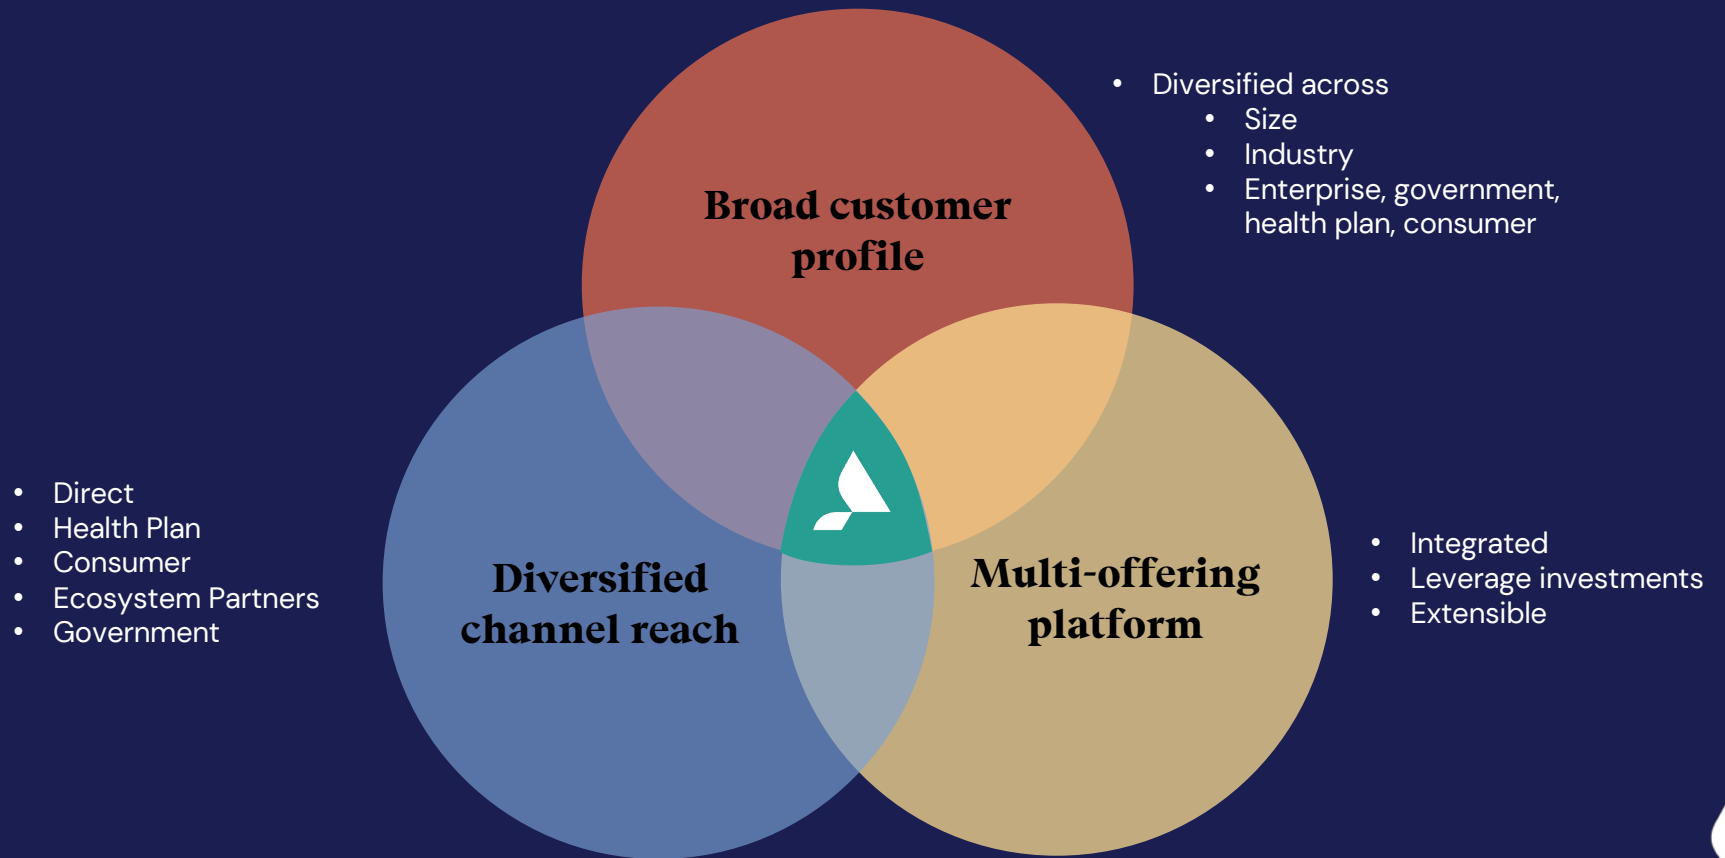 Broad customer
profile
• Diversified across
• Size
• Industry
• Enterprise, government,
health plan, consumer
• Direct
• Health Plan
• Consumer
• Ecosystem Partners
• Government
Diversified
channel reach
Multi-offering
platform
• Integrated
• Leverage investments
• Extensible